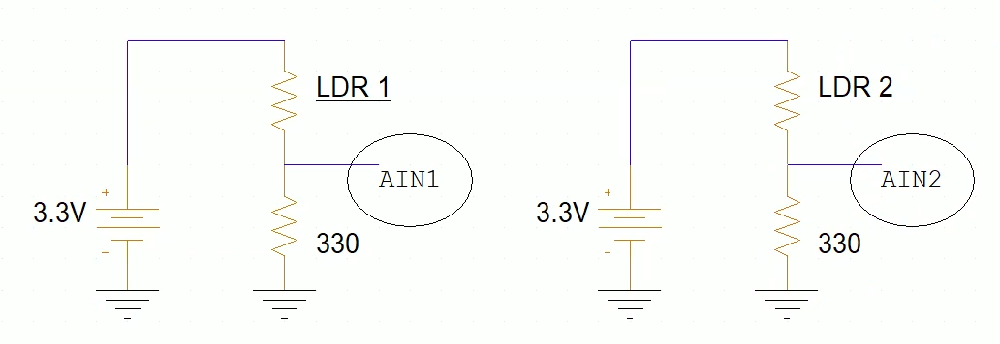 LDR 1
AIN1
3.3V
+
-
330
LDR 2
AIN2
3.3V
+
-
330